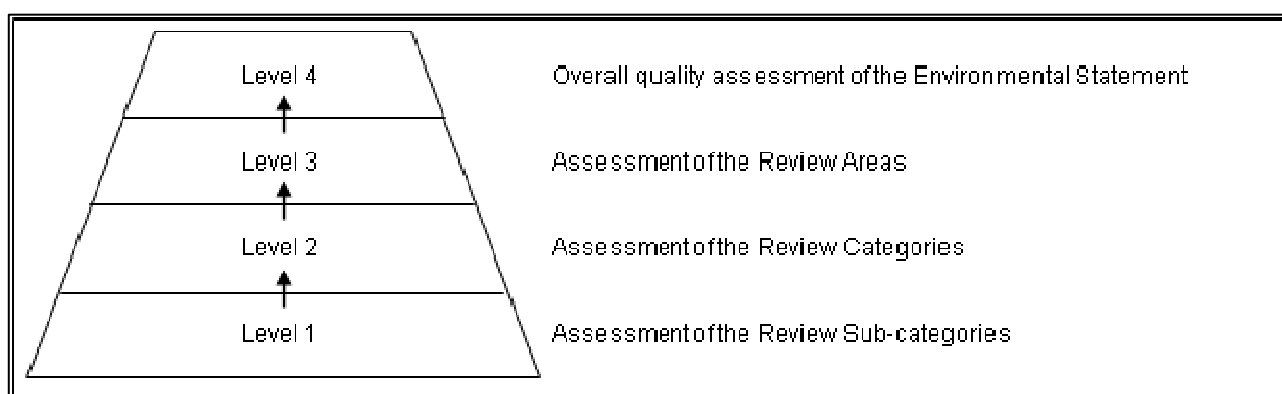 Level 4 Overall quality assessment of the Environmental Statement
Level 3 Assessment of the Review Areas
Level 2 Assessment of the Review Categories
Level 1 Assessment of the Review Sub-categories